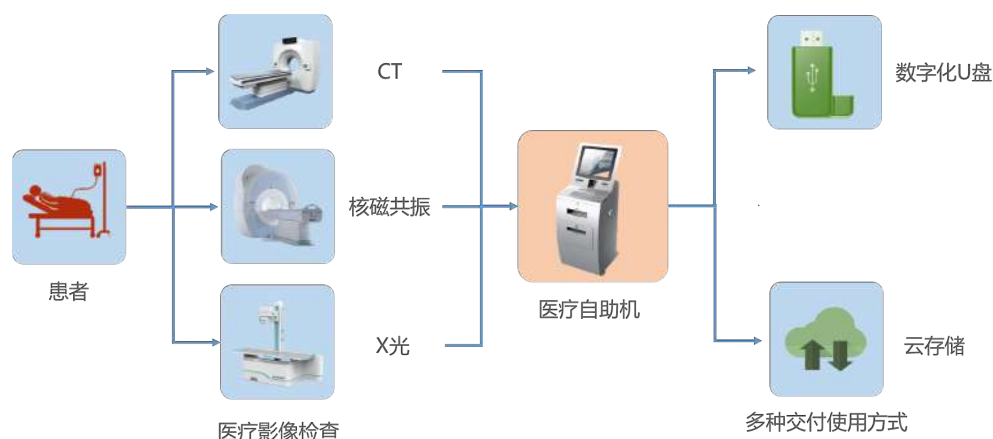 CT
数字化U盘
核磁共振
患者
医疗自助机
X光
云存储
医疗影像检查
多种交付使用方式